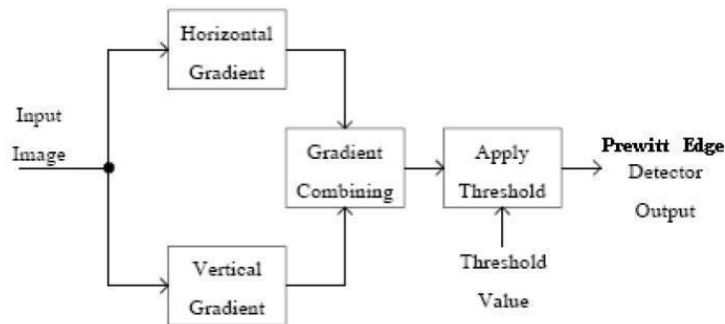 Input
Image
Horizontal
Gradient
Vertical
Gradient
Gradient
Combining
Apply
Threshold
Threshold
Value
Prewitt Edge
Detector
Output